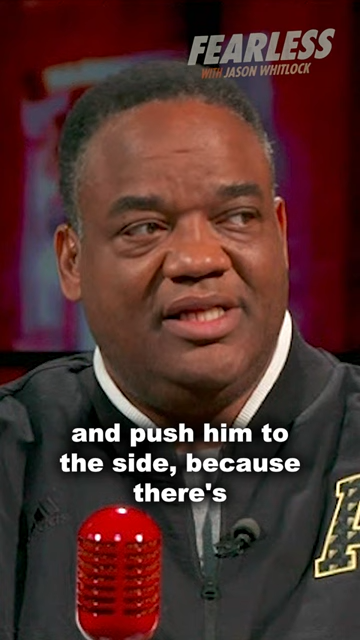 FEARLESS
WITH JASON WHITLOCK
and push him to
the side, because
there's